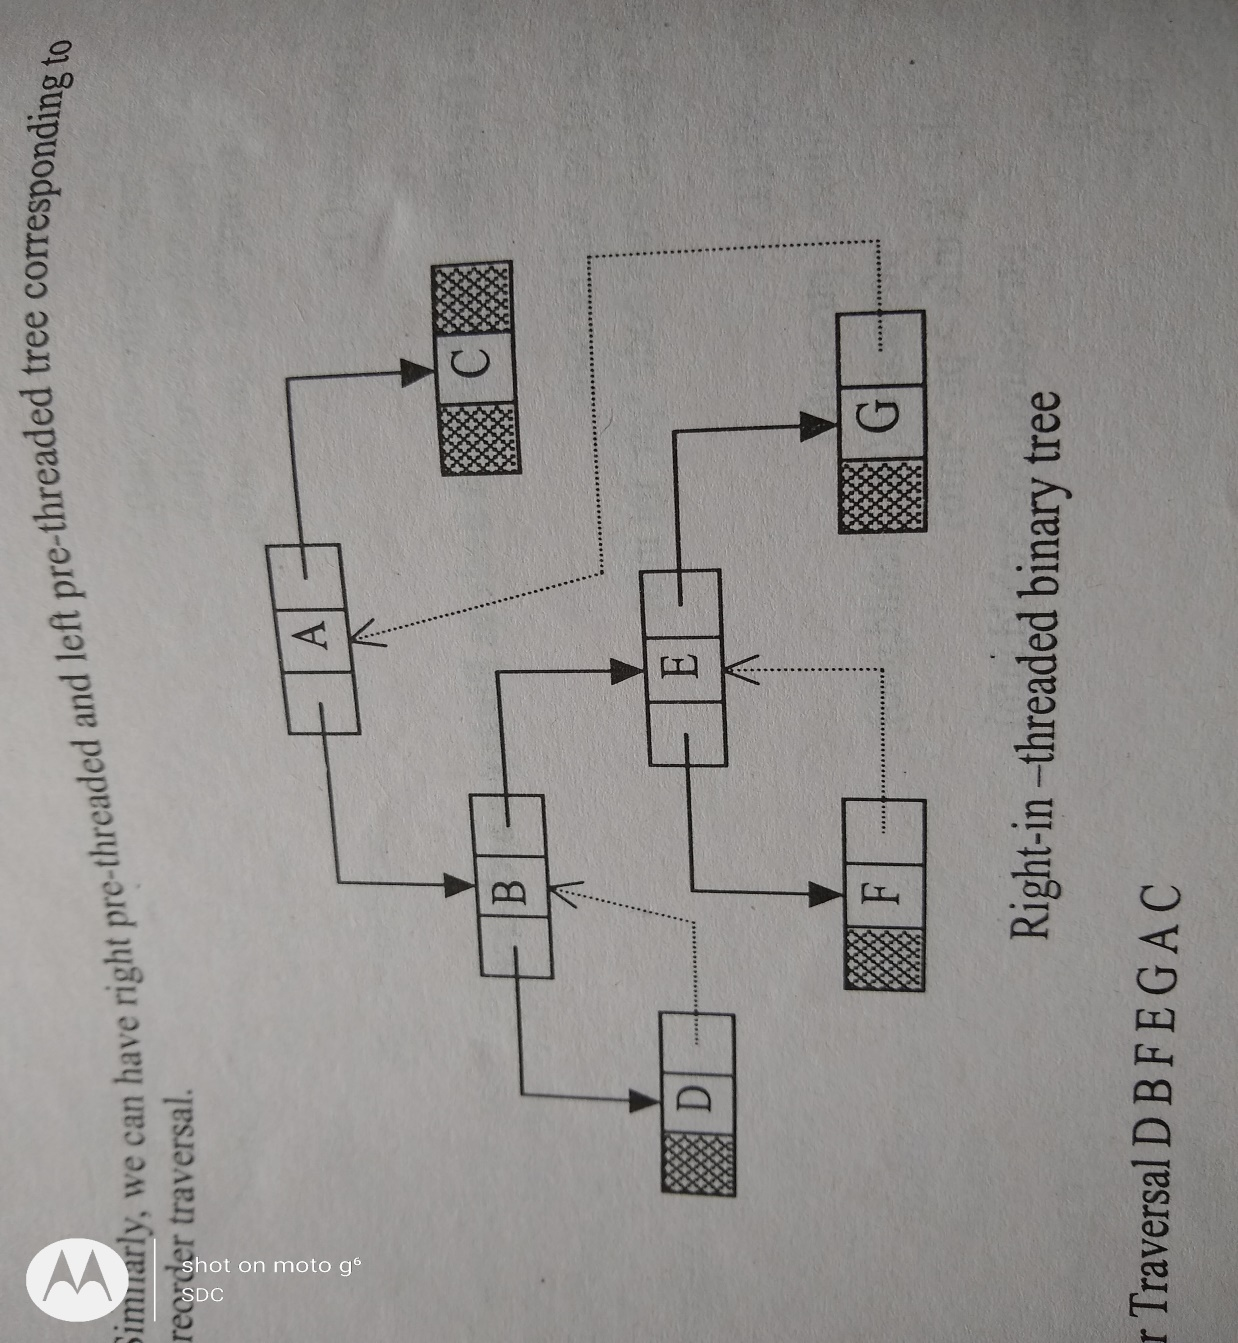 Similarly, we can have right pre-threaded and left pre-threaded tree corresponding to
reorder traversal.
A
B
C
D
E
F
G
Right-in –threaded binary tree
r Traversal D B F E G A C
shot on moto g⁶
SDC